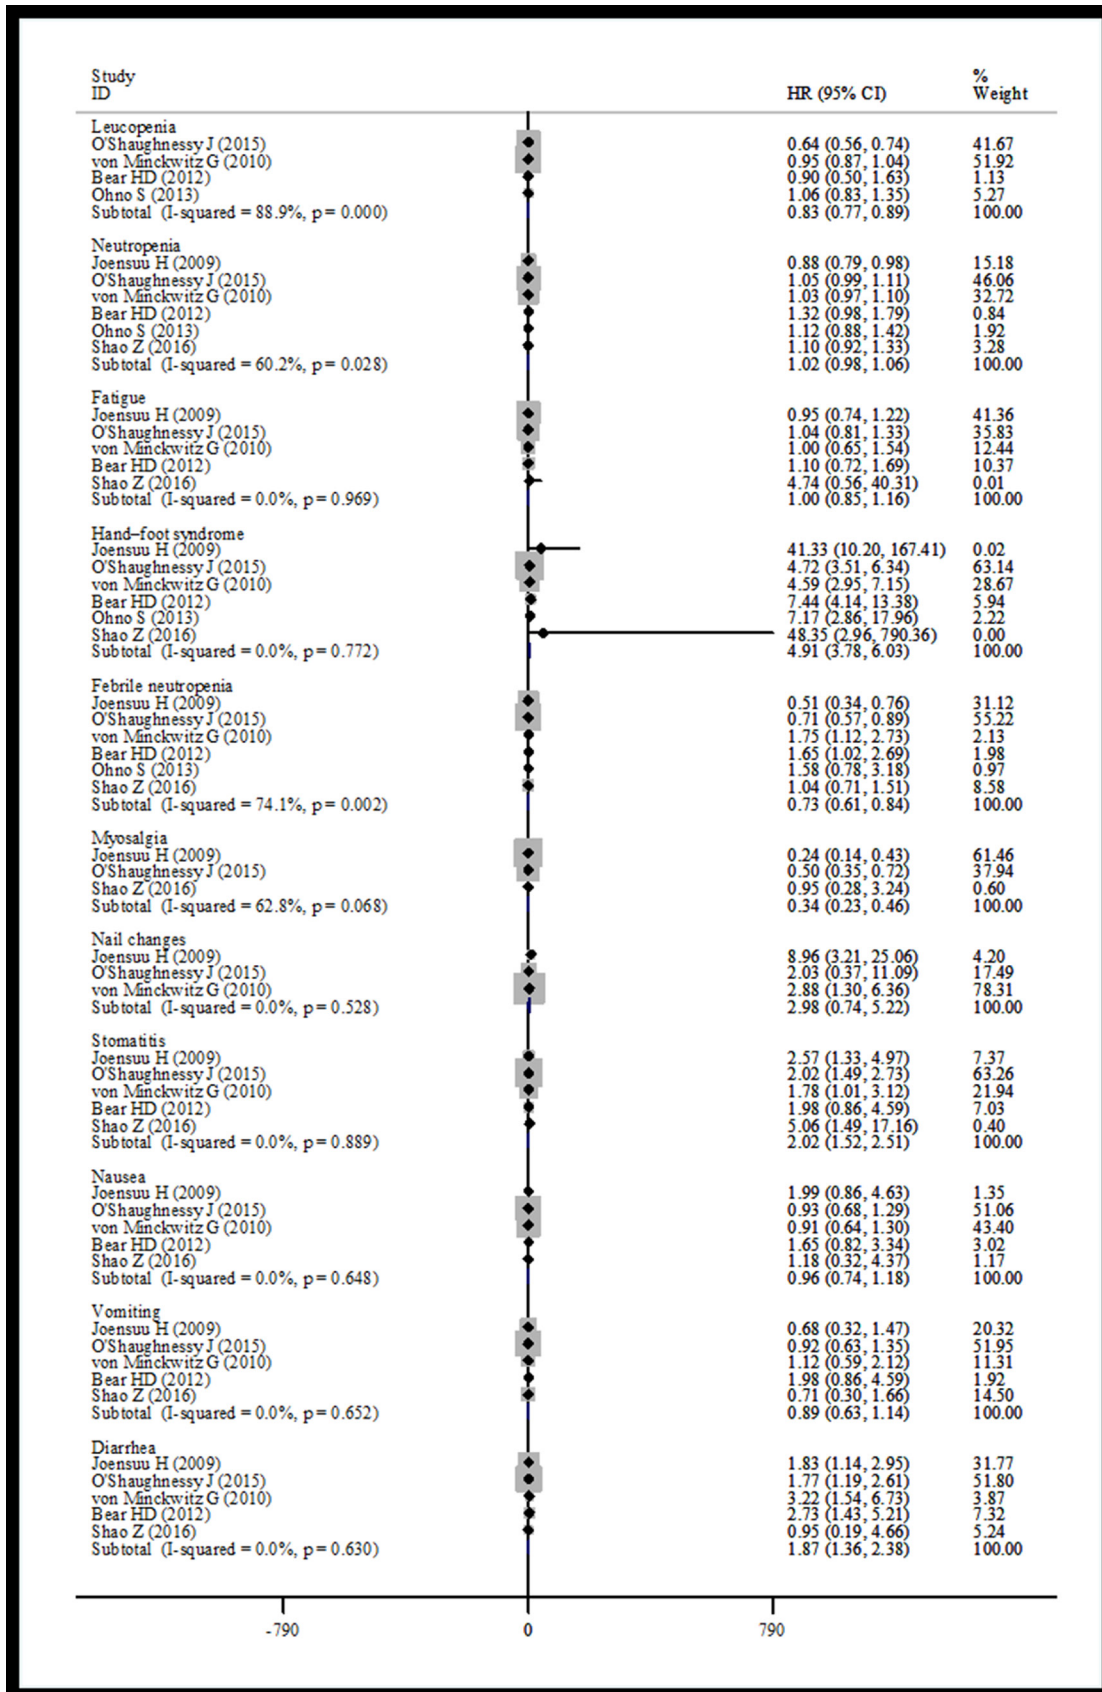 Study
ID
HR (95% CI)
%
Weight
Leucopenia
O'Shaughnessy J (2015) 0.64 (0.56, 0.74) 41.67
von Minckwitz G (2010) 0.95 (0.87, 1.04) 51.92
Bear HD (2012) 0.90 (0.50, 1.63) 1.13
Ohno S (2013) 1.06 (0.83, 1.35) 5.27
Subtotal (I-squared = 88.9%, p = 0.000) 0.83 (0.77, 0.89) 100.00
Neutropenia
Joensuu H (2009) 0.88 (0.79, 0.98) 15.18
O'Shaughnessy J (2015) 1.05 (0.99, 1.11) 46.06
von Minckwitz G (2010) 1.03 (0.97, 1.10) 32.72
Bear HD (2012) 1.32 (0.98, 1.79) 0.84
Ohno S (2013) 1.12 (0.88, 1.42) 1.92
Shao Z (2016) 1.10 (0.92, 1.33) 3.28
Subtotal (I-squared = 60.2%, p = 0.028) 1.02 (0.98, 1.06) 100.00
Fatigue
Joensuu H (2009) 0.95 (0.74, 1.22) 41.36
O'Shaughnessy J (2015) 1.04 (0.81, 1.33) 35.83
von Minckwitz G (2010) 1.00 (0.65, 1.54) 12.44
Bear HD (2012) 1.10 (0.72, 1.69) 10.37
Shao Z (2016) 4.74 (0.56, 40.31) 0.01
Subtotal (I-squared = 0.0%, p = 0.969) 1.00 (0.85, 1.16) 100.00
Hand–foot syndrome
Joensuu H (2009) 41.33 (10.20, 167.41) 0.02
O'Shaughnessy J (2015) 4.72 (3.51, 6.34) 63.14
von Minckwitz G (2010) 4.59 (2.95, 7.15) 28.67
Bear HD (2012) 7.44 (4.14, 13.38) 5.94
Ohno S (2013) 7.17 (2.86, 17.96) 2.22
Shao Z (2016) 48.35 (2.96, 790.36) 0.00
Subtotal (I-squared = 0.0%, p = 0.772) 4.91 (3.78, 6.03) 100.00
Febrile neutropenia
Joensuu H (2009) 0.51 (0.34, 0.76) 31.12
O'Shaughnessy J (2015) 0.71 (0.57, 0.89) 55.22
von Minckwitz G (2010) 1.75 (1.12, 2.73) 2.13
Bear HD (2012) 1.65 (1.02, 2.69) 1.98
Ohno S (2013) 1.58 (0.78, 3.18) 0.97
Shao Z (2016) 1.04 (0.71, 1.51) 8.58
Subtotal (I-squared = 74.1%, p = 0.002) 0.73 (0.61, 0.84) 100.00
Myosalgia
Joensuu H (2009) 0.24 (0.14, 0.43) 61.46
O'Shaughnessy J (2015) 0.50 (0.35, 0.72) 37.94
Shao Z (2016) 0.95 (0.28, 3.24) 0.60
Subtotal (I-squared = 62.8%, p = 0.068) 0.34 (0.23, 0.46) 100.00
Nail changes
Joensuu H (2009) 8.96 (3.21, 25.06) 4.20
O'Shaughnessy J (2015) 2.03 (0.37, 11.09) 17.49
von Minckwitz G (2010) 2.88 (1.30, 6.36) 78.31
Subtotal (I-squared = 0.0%, p = 0.528) 2.98 (0.74, 5.22) 100.00
Stomatitis
Joensuu H (2009) 2.57 (1.33, 4.97) 7.37
O'Shaughnessy J (2015) 2.02 (1.49, 2.73) 63.26
von Minckwitz G (2010) 1.78 (1.01, 3.12) 21.94
Bear HD (2012) 1.98 (0.86, 4.59) 7.03
Shao Z (2016) 5.06 (1.49, 17.16) 0.40
Subtotal (I-squared = 0.0%, p = 0.889) 2.02 (1.52, 2.51) 100.00
Nausea
Joensuu H (2009) 1.99 (0.86, 4.63) 1.35
O'Shaughnessy J (2015) 0.93 (0.68, 1.29) 51.06
von Minckwitz G (2010) 0.91 (0.64, 1.30) 43.40
Bear HD (2012) 1.65 (0.82, 3.34) 3.02
Shao Z (2016) 1.18 (0.32, 4.37) 1.17
Subtotal (I-squared = 0.0%, p = 0.648) 0.96 (0.74, 1.18) 100.00
Vomiting
Joensuu H (2009) 0.68 (0.32, 1.47) 20.32
O'Shaughnessy J (2015) 0.92 (0.63, 1.35) 51.95
von Minckwitz G (2010) 1.12 (0.59, 2.12) 11.31
Bear HD (2012) 1.98 (0.86, 4.59) 1.92
Shao Z (2016) 0.71 (0.30, 1.66) 14.50
Subtotal (I-squared = 0.0%, p = 0.652) 0.89 (0.63, 1.14) 100.00
Diarrhea
Joensuu H (2009) 1.83 (1.14, 2.95) 31.77
O'Shaughnessy J (2015) 1.77 (1.19, 2.61) 51.80
von Minckwitz G (2010) 3.22 (1.54, 6.73) 3.87
Bear HD (2012) 2.73 (1.43, 5.21) 7.32
Shao Z (2016) 0.95 (0.19, 4.66) 5.24
Subtotal (I-squared = 0.0%, p = 0.630) 1.87 (1.36, 2.38) 100.00
-790 0 790